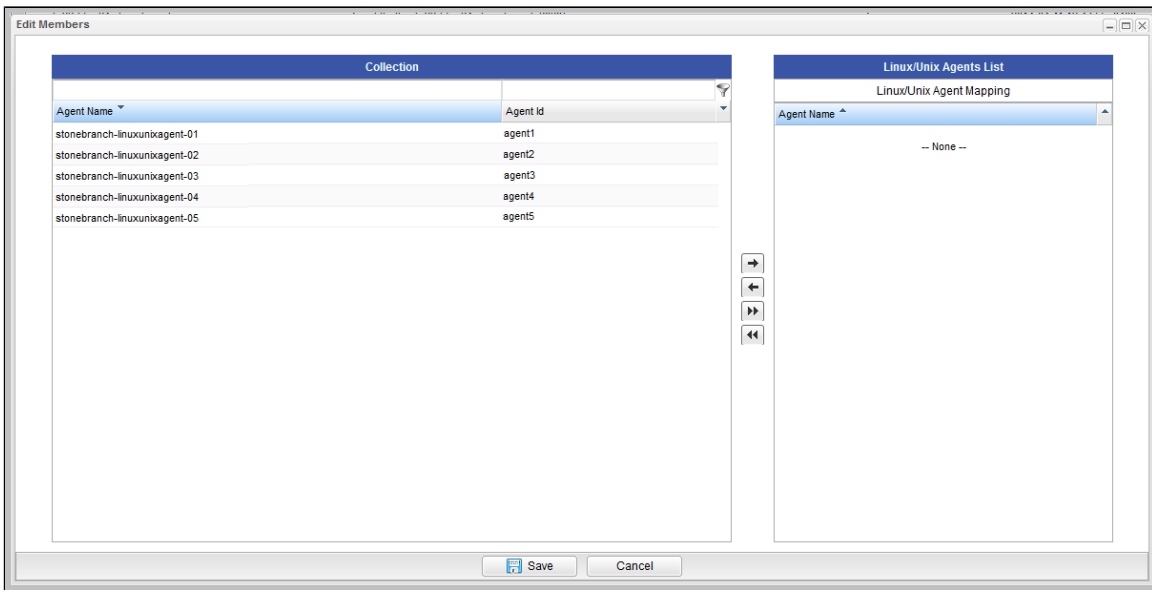 Edit Members
Collection
Linux/Unix Agents List
Linux/Unix Agent Mapping
Agent Name Agent Id
Agent Name
stonebranch-linuxunixagent-01 agent1
-- None --
stonebranch-linuxunixagent-02 agent2
stonebranch-linuxunixagent-03 agent3
stonebranch-linuxunixagent-04 agent4
stonebranch-linuxunixagent-05 agent5
Save Cancel